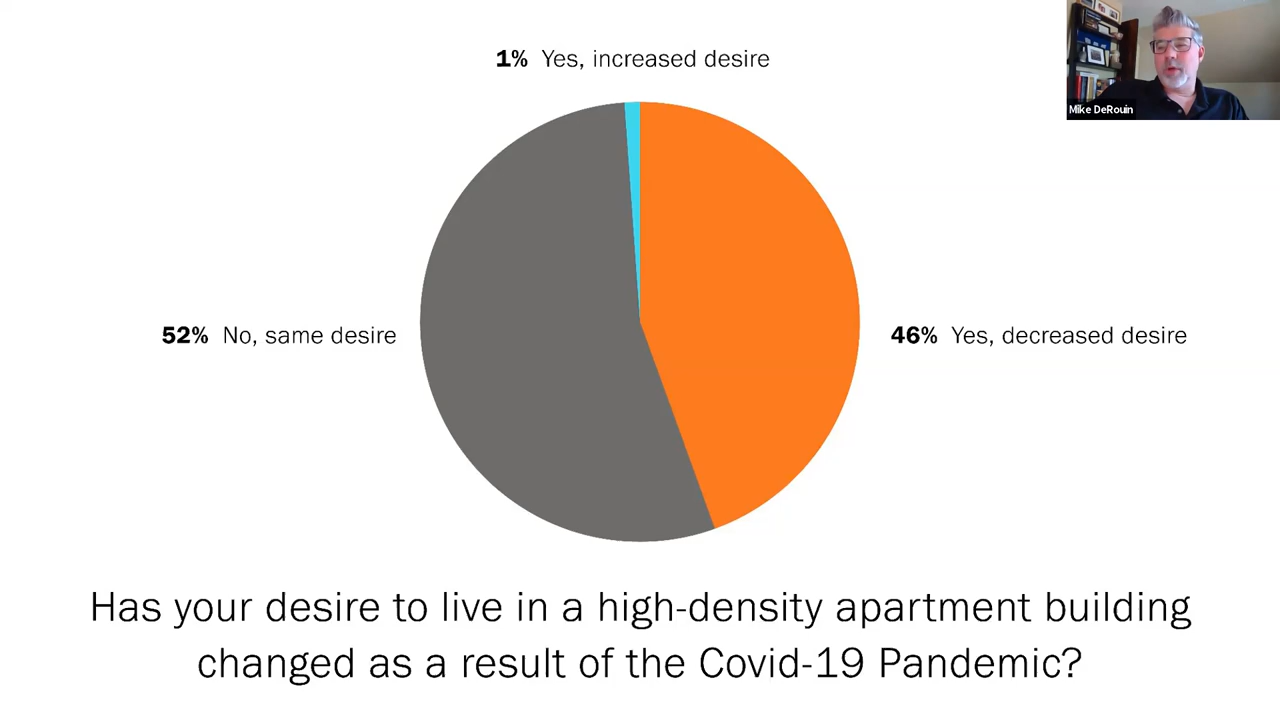 1% Yes, increased desire
Mike DeRouin
52% No, same desire
46% Yes, decreased desire
Has your desire to live in a high-density apartment building
changed as a result of the Covid-19 Pandemic?